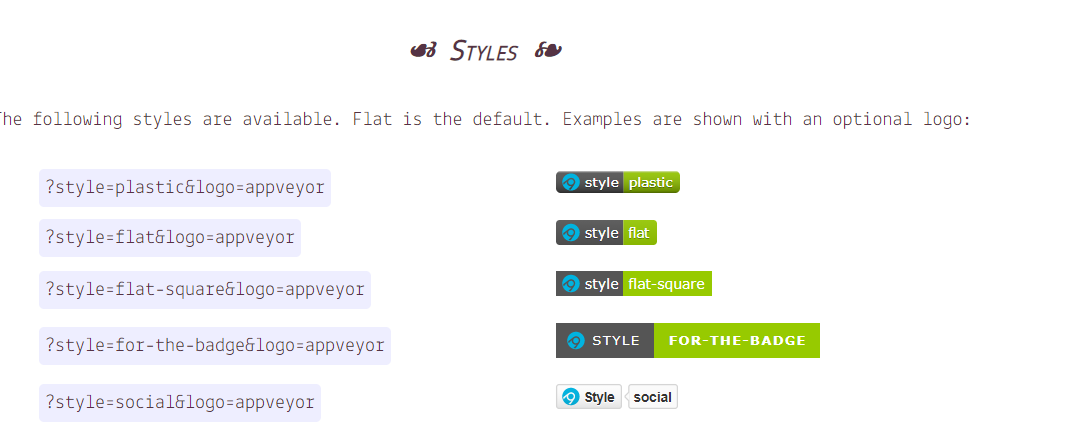 Styles
The following styles are available. Flat is the default. Examples are shown with an optional logo:
?style=plastic&logo=appveyor style plastic
?style=flat&logo=appveyor style flat
?style=flat-square&logo=appveyor style flat-square
?style=for-the-badge&logo=appveyor STYLE FOR-THE-BADGE
?style=social&logo=appveyor Style social